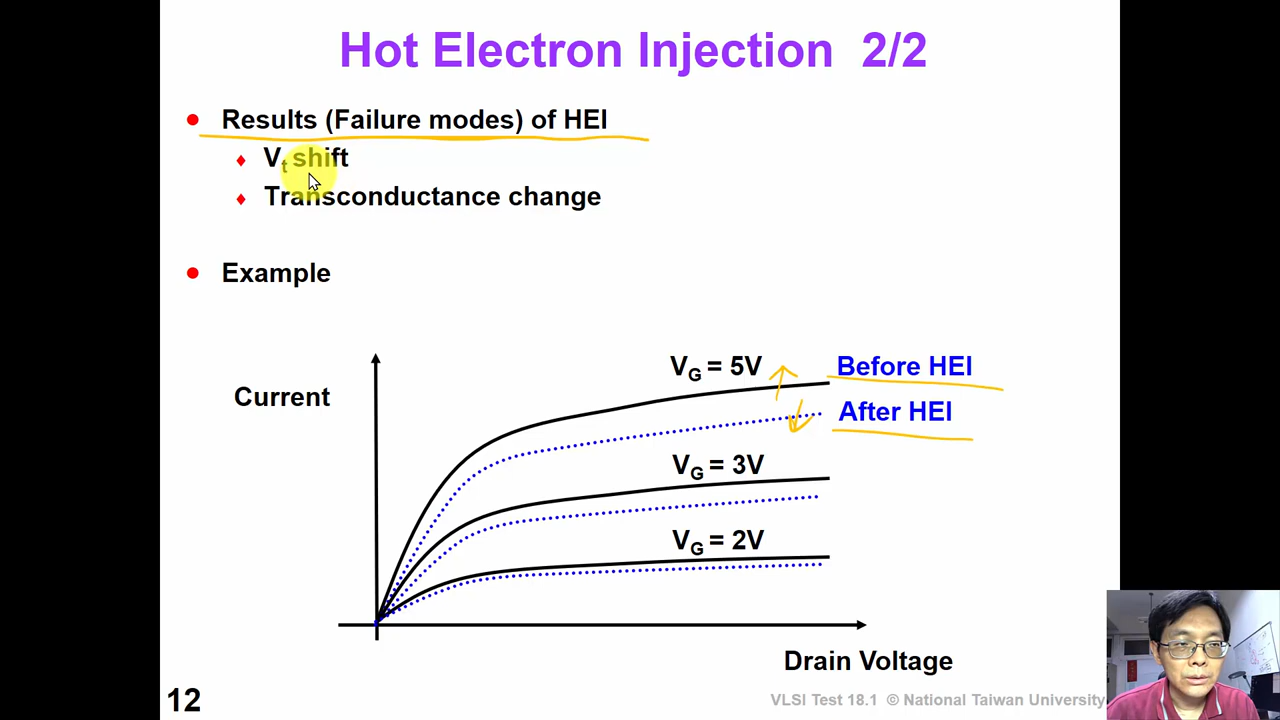 Hot Electron Injection 2/2
Results (Failure modes) of HEI
Vt shift
Transconductance change
Example
VG = 5V
Before HEI
Current
After HEI
VG = 3V
VG = 2V
Drain Voltage
12
VLSI Test 18.1 © National Taiwan University